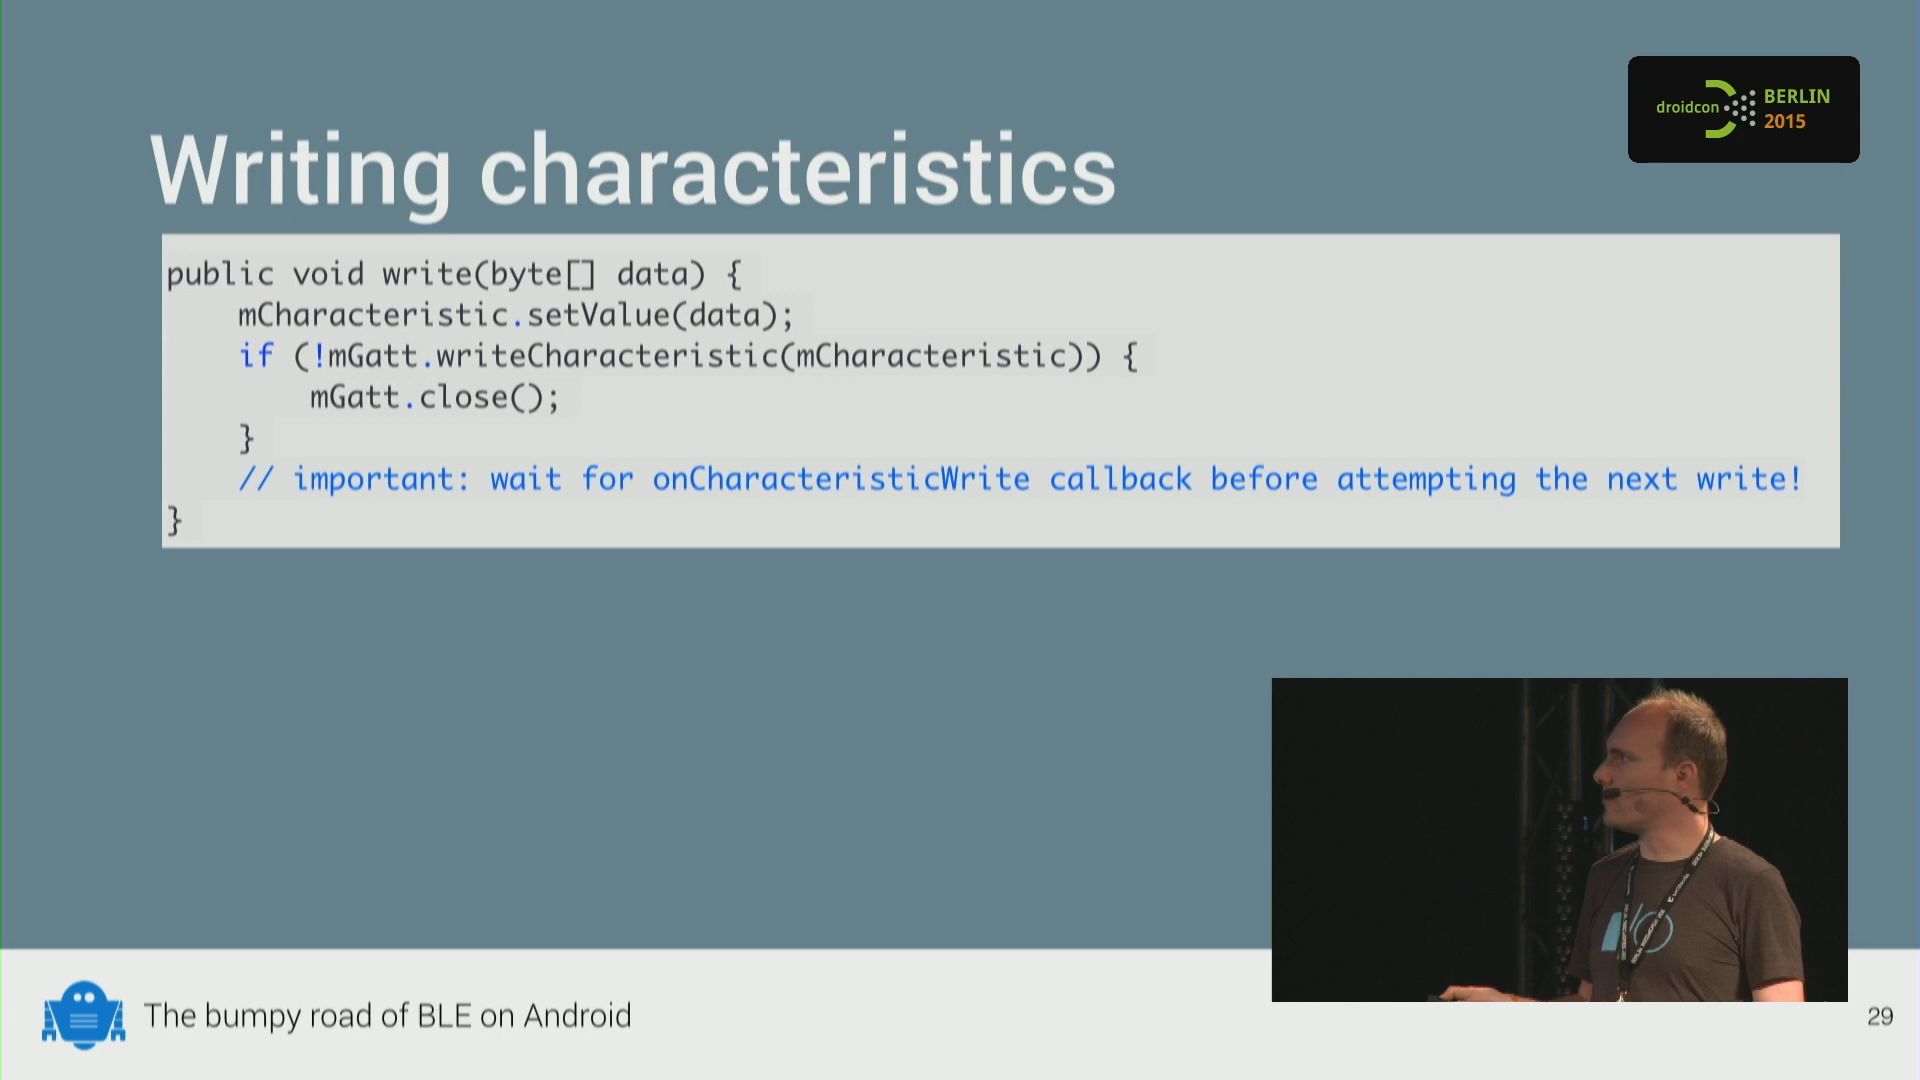 droidcon BERLIN
2015
Writing characteristics
public void write(byte[] data) {
    mCharacteristic.setValue(data);
    if (!mGatt.writeCharacteristic(mCharacteristic)) {
        mGatt.close();
    }
    // important: wait for onCharacteristicWrite callback before attempting the next write!
}
I/O
The bumpy road of BLE on Android
29